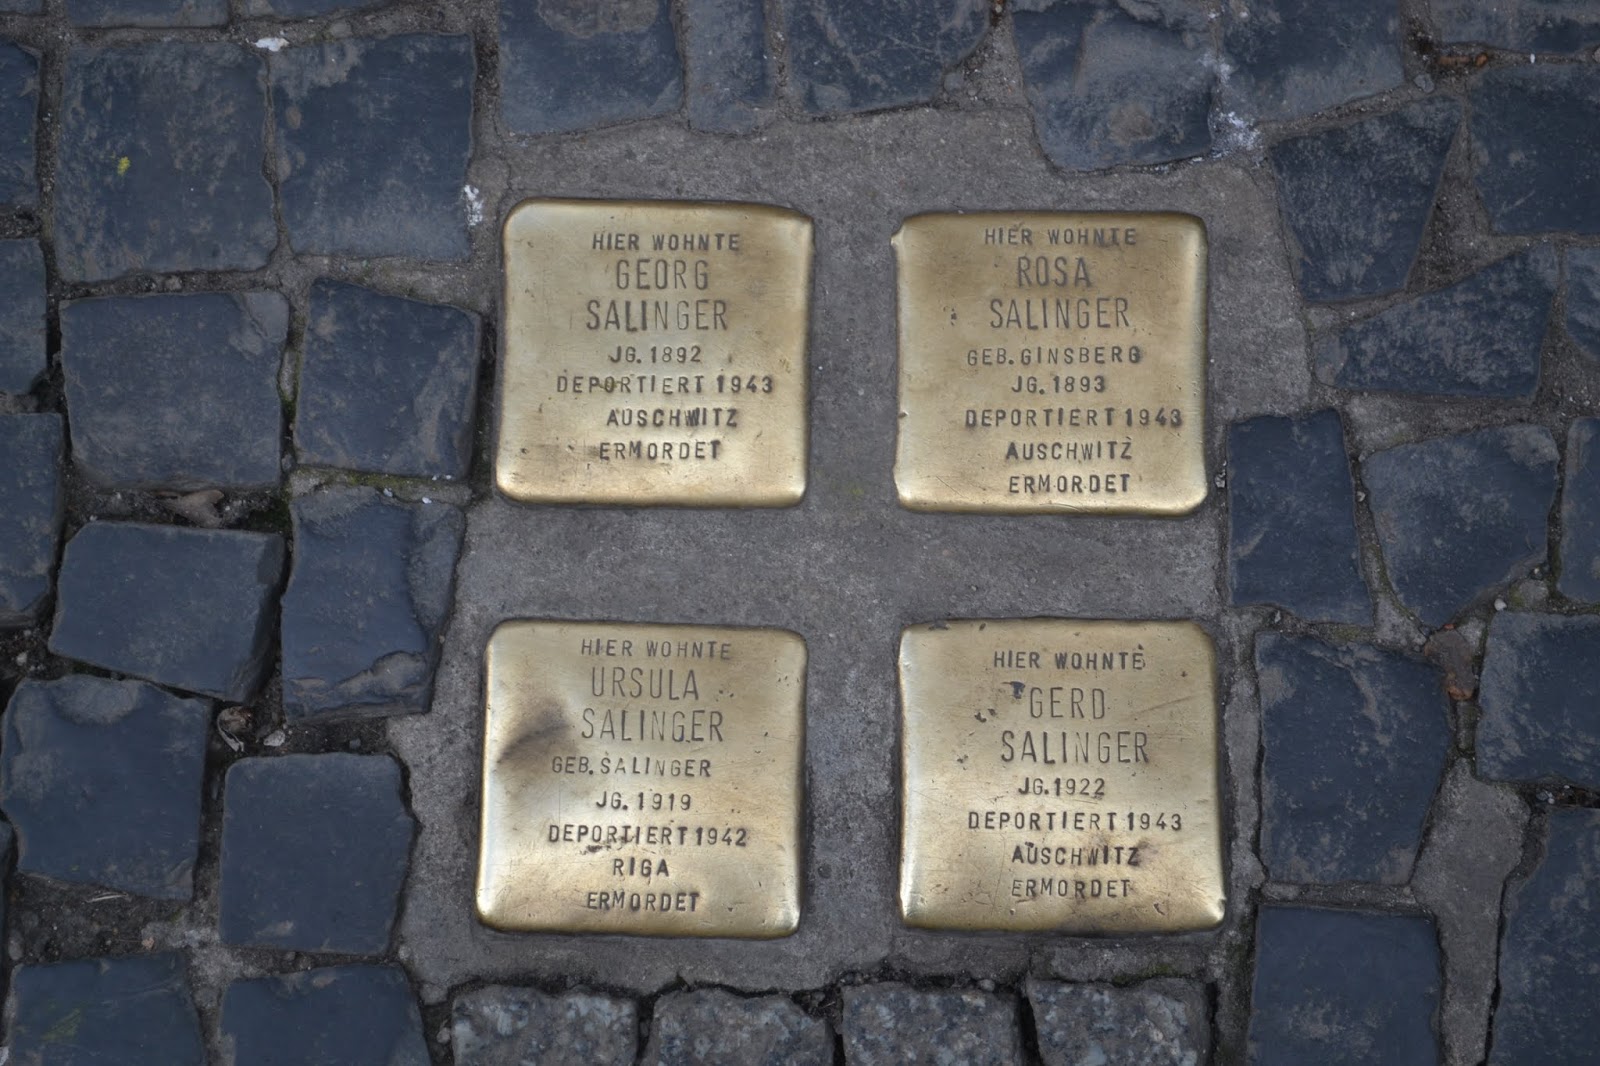 HIER WOHNTE
GEORG
SALINGER
JG. 1892
DEPORTIERT 1943
AUSCHWITZ
ERMORDET
HIER WOHNTE
ROSA
SALINGER
GEB. GINSBERG
JG. 1893
DEPORTIERT 1943
AUSCHWITZ
ERMORDET
HIER WOHNTE
URSULA
SALINGER
GEB. SALINGER
JG. 1919
DEPORTIERT 1942
RIGA
ERMORDET
HIER WOHNTE
GERD
SALINGER
JG. 1922
DEPORTIERT 1943
AUSCHWITZ
ERMORDET